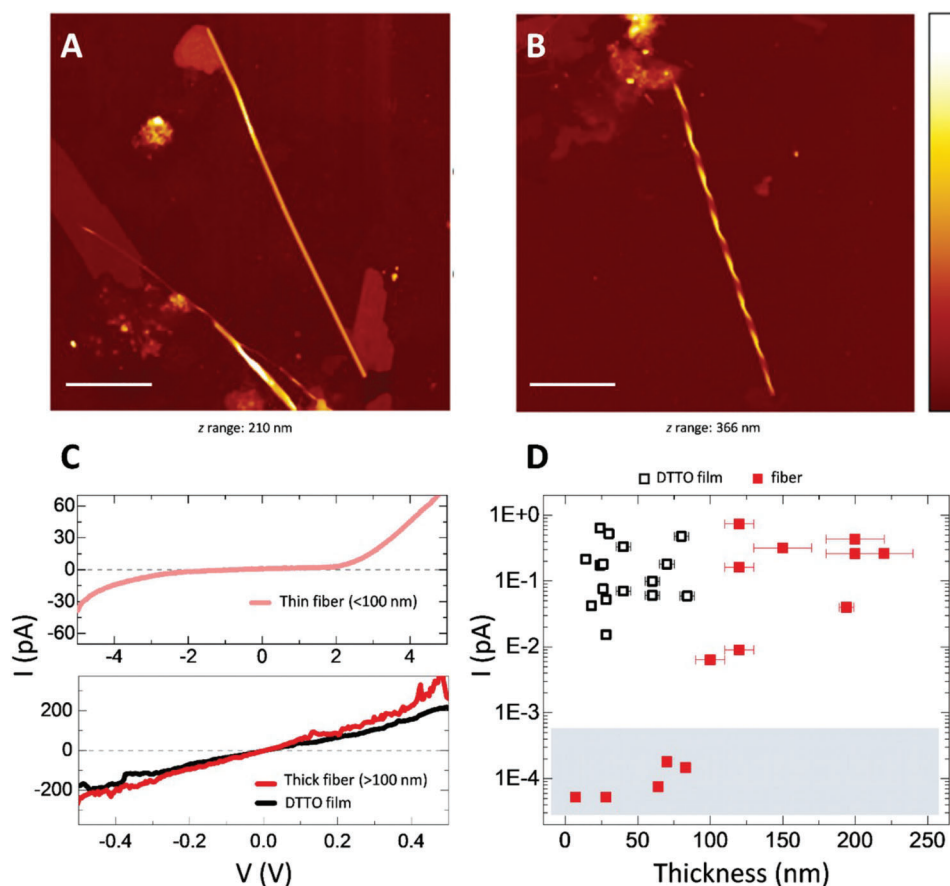 A
B
z range: 210 nm
z range: 366 nm
C
D
DTTO film
fiber
60
30
0
-30
-60
Thin fiber (<100 nm)
-4
-2
0
2
4
I (pA)
200
0
-200
Thick fiber (>100 nm)
DTTO film
-0.4
-0.2
0.0
0.2
0.4
V (V)
I (pA)
1E+0
1E-1
1E-2
1E-3
1E-4
0
50
100
150
200
250
Thickness (nm)